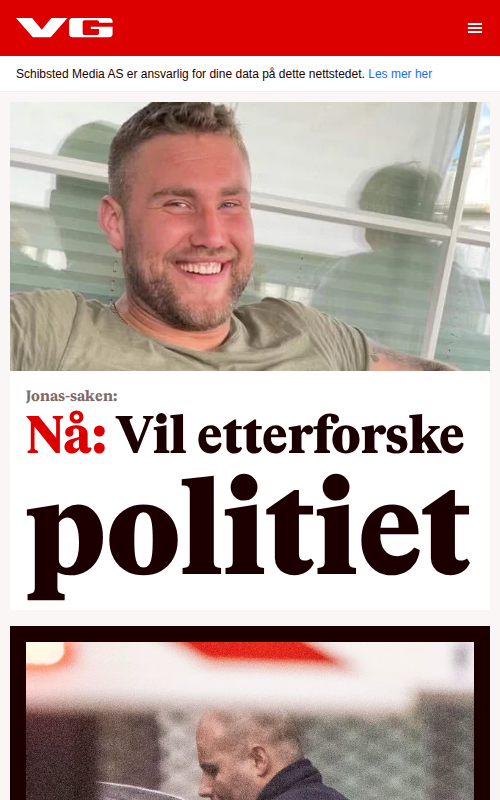 VG
Schibsted Media AS er ansvarlig for dine data på dette nettstedet. Les mer her
Jonas-saken:
Nå: Vil etterforske
politiet